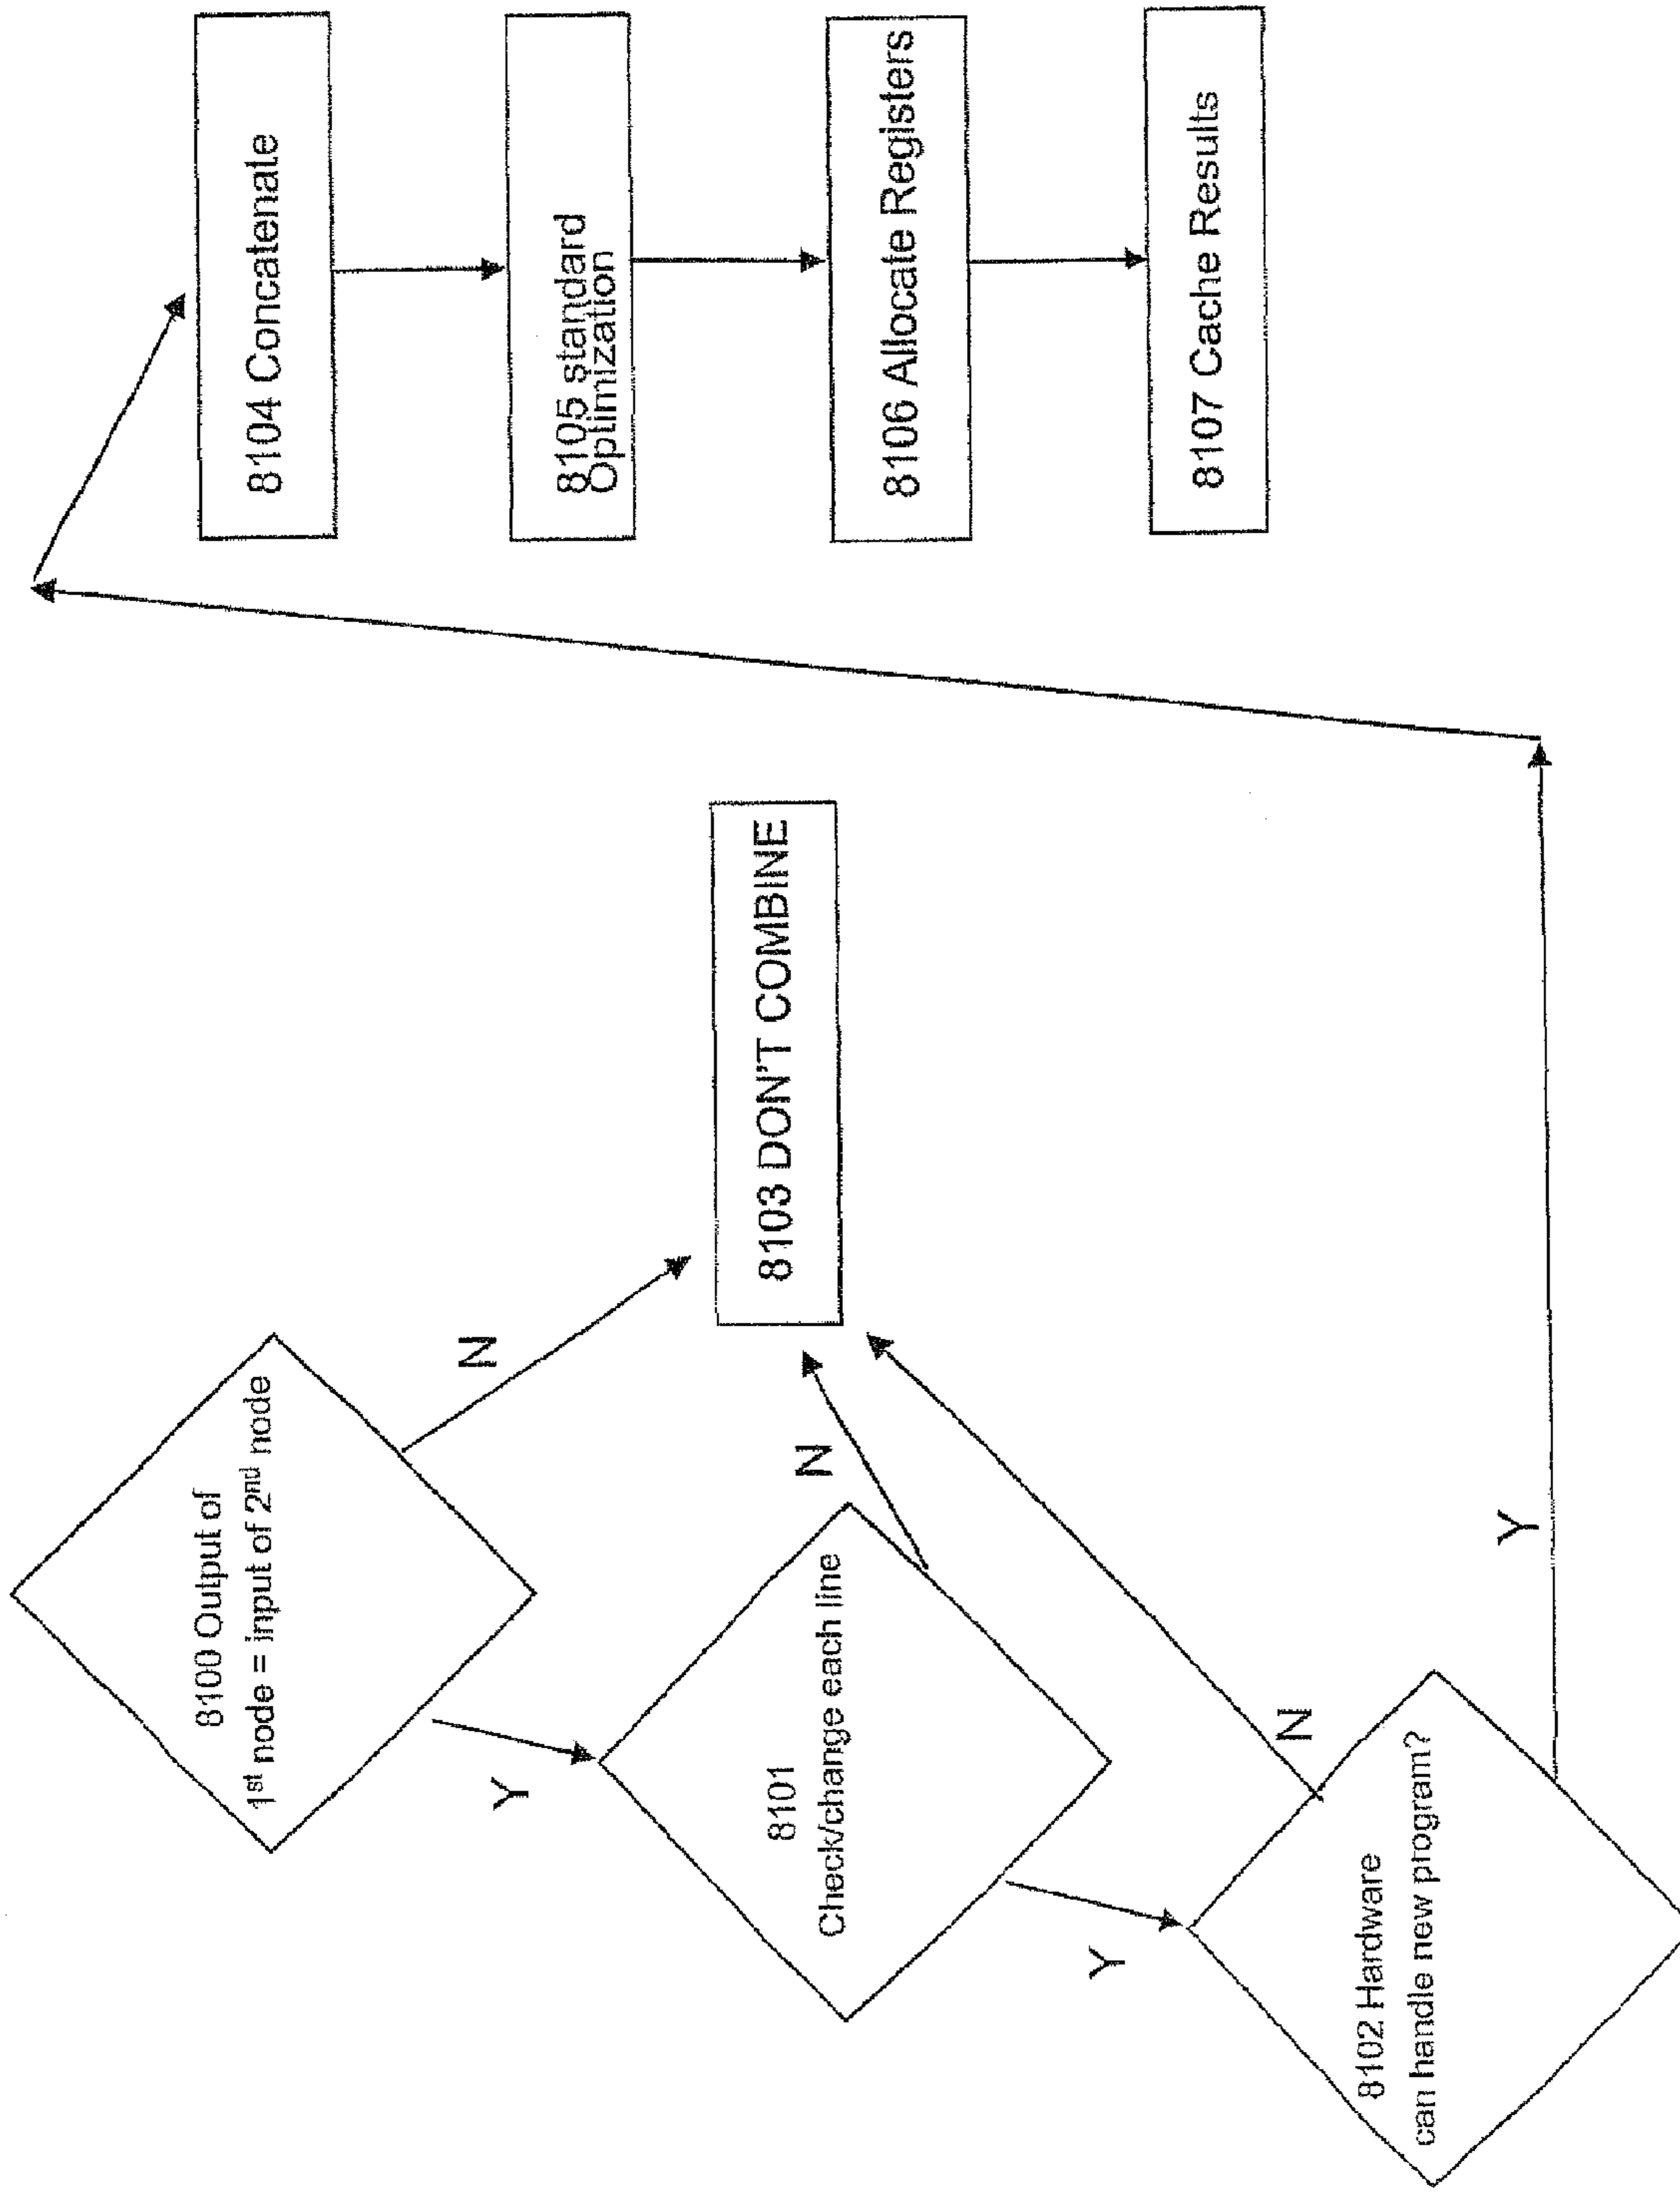 8100 Output of
1st node = input of 2nd node
N
Y
8101
Check/change each line
N
Y
8102 Hardware
can handle new program?
N
Y
8103 DON'T COMBINE
8104 Concatenate
8105 standard
Optimization
8106 Allocate Registers
8107 Cache Results